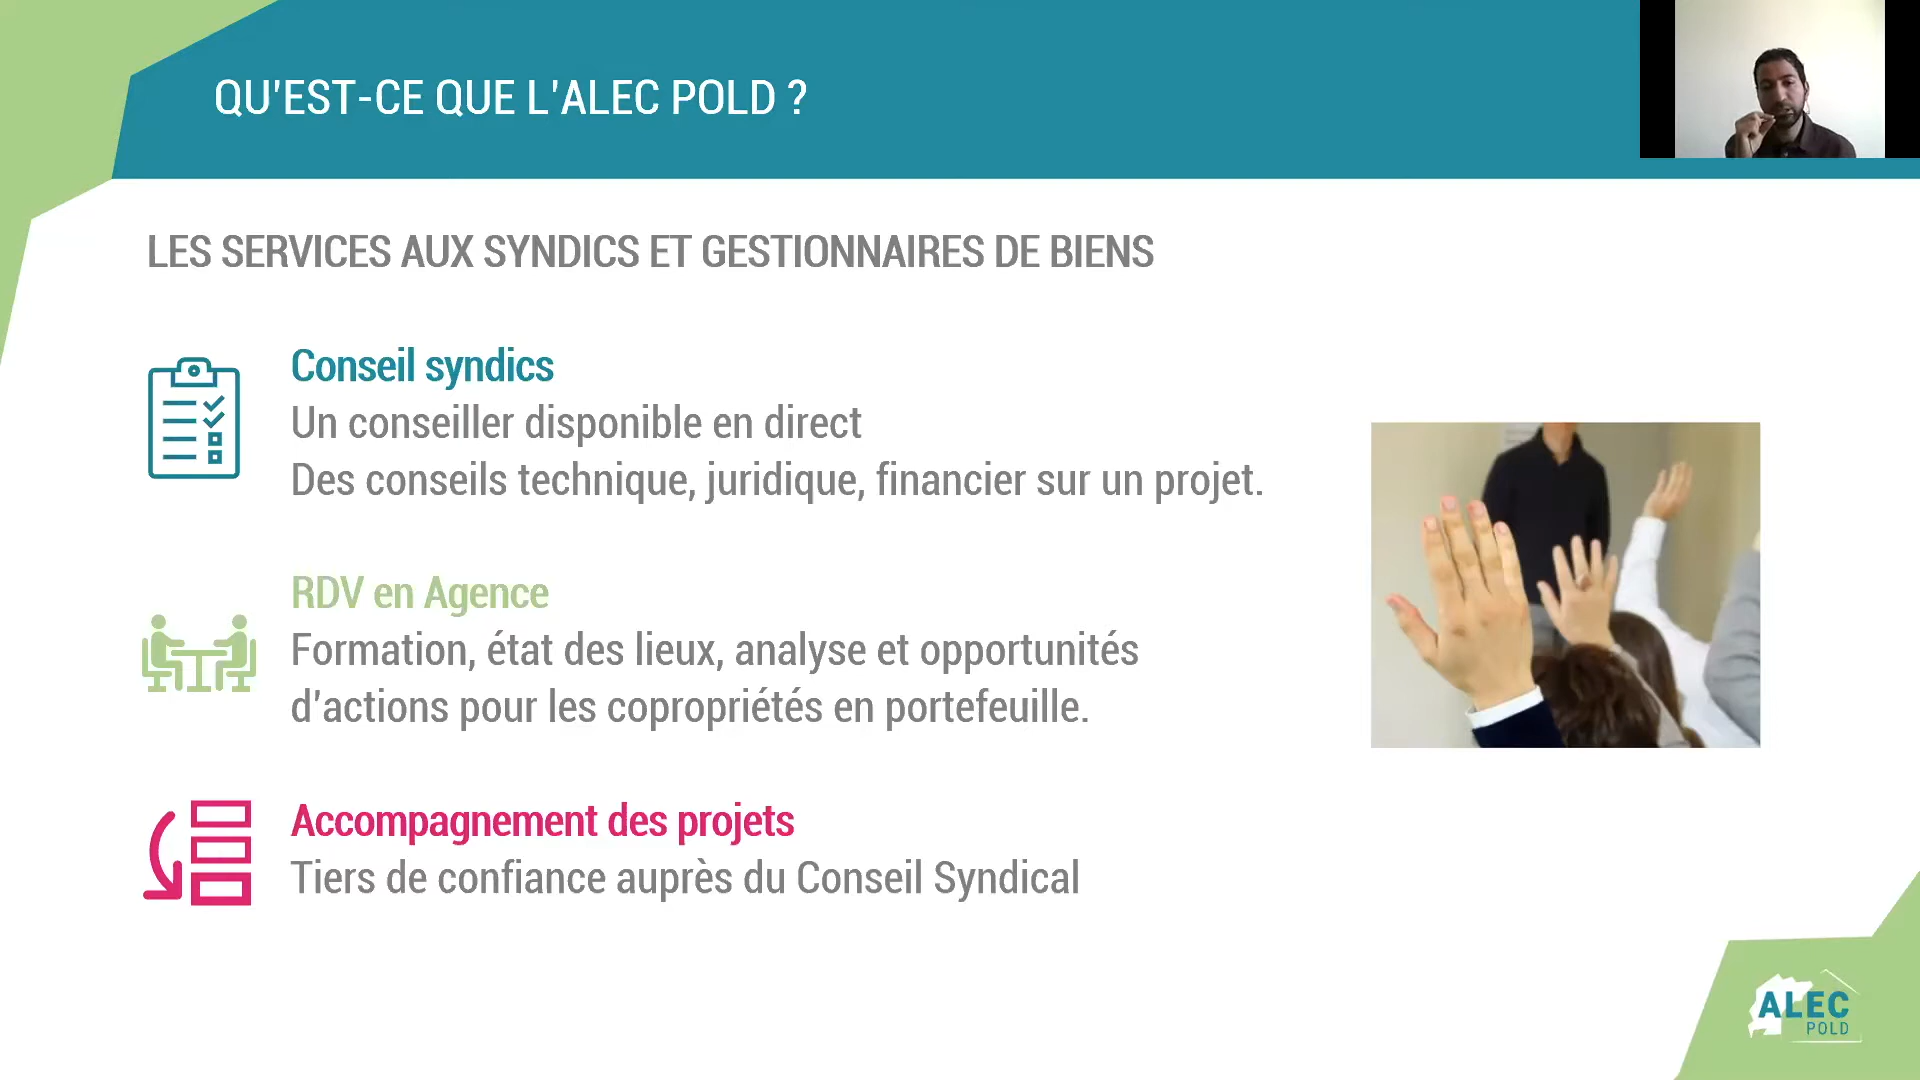 QU'EST-CE QUE L'ALEC POLD ?
LES SERVICES AUX SYNDICS ET GESTIONNAIRES DE BIENS
Conseil syndics
Un conseiller disponible en direct
Des conseils technique, juridique, financier sur un projet.
RDV en Agence
Formation, état des lieux, analyse et opportunités
d'actions pour les copropriétés en portefeuille.
Accompagnement des projets
Tiers de confiance auprès du Conseil Syndical
ALEC
POLD